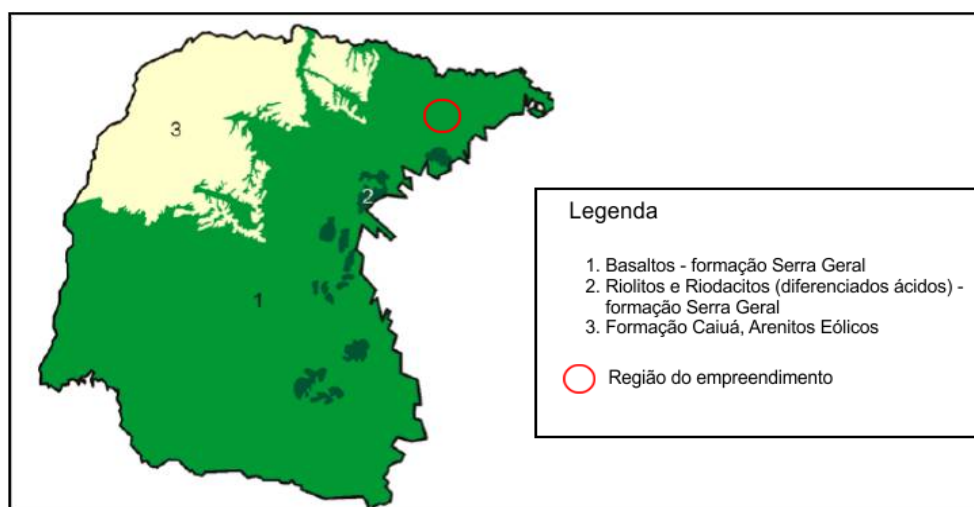 3
2
1
Legenda
1. Basaltos - formação Serra Geral
2. Riolitos e Riodacitos (diferenciados ácidos) -
formação Serra Geral
3. Formação Caiuá, Arenitos Eólicos
Região do empreendimento